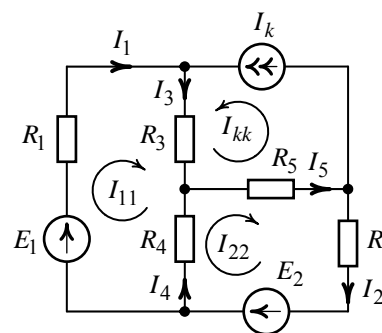 I1 Ik
I3
R1 R3 Ikk
R5 I5
I11
E1 R4 I22 R
E2
I4 I2